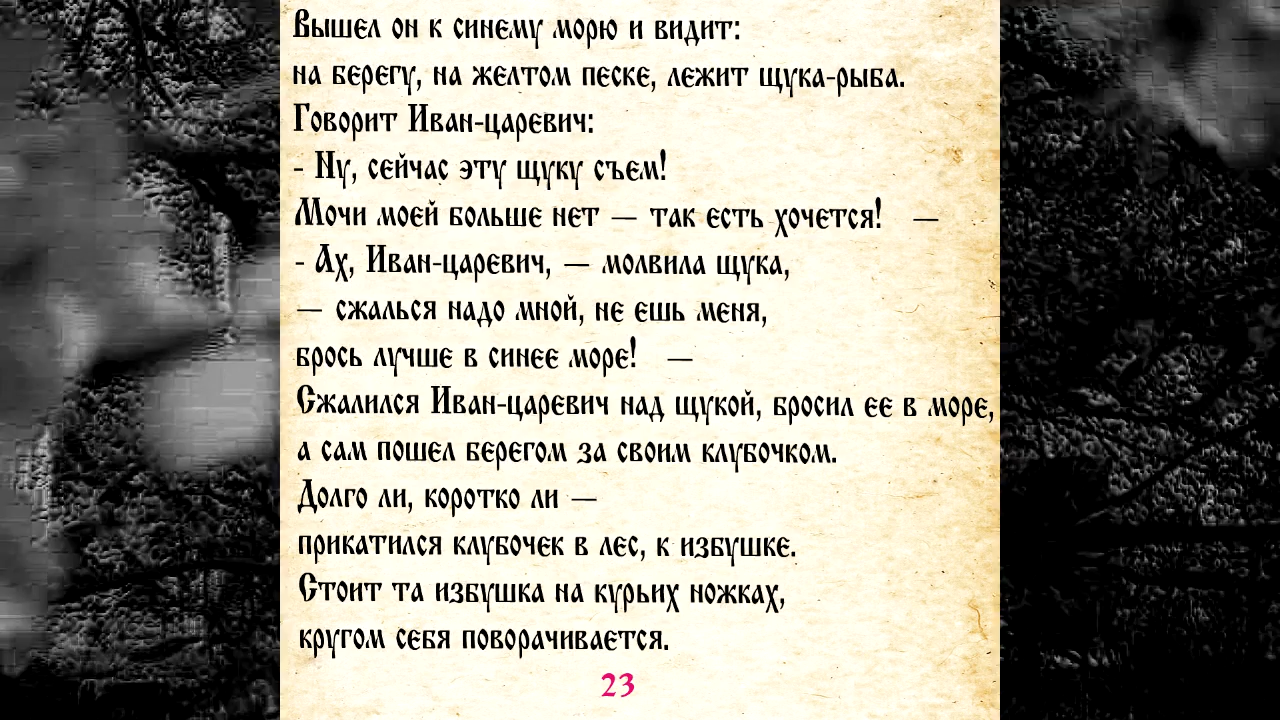 Вышел он к синему морю и видит:
на берегу, на желтом песке, лежит щука-рыба.
Говорит Иван-царевич:
- Ну, сейчас эту щуку съем!
Мочи моей больше нет — так есть хочется! —
- Ах, Иван-царевич, — молвила щука,
— сжалься надо мной, не ешь меня,
брось лучше в синее море! —
Сжалился Иван-царевич над щукой, бросил ее в море,
а сам пошел берегом за своим клубочком.
Долго ли, коротко ли —
прикатился клубочек в лес, к избушке.
Стоит та избушка на курьих ножках,
кругом себя поворачивается.
23